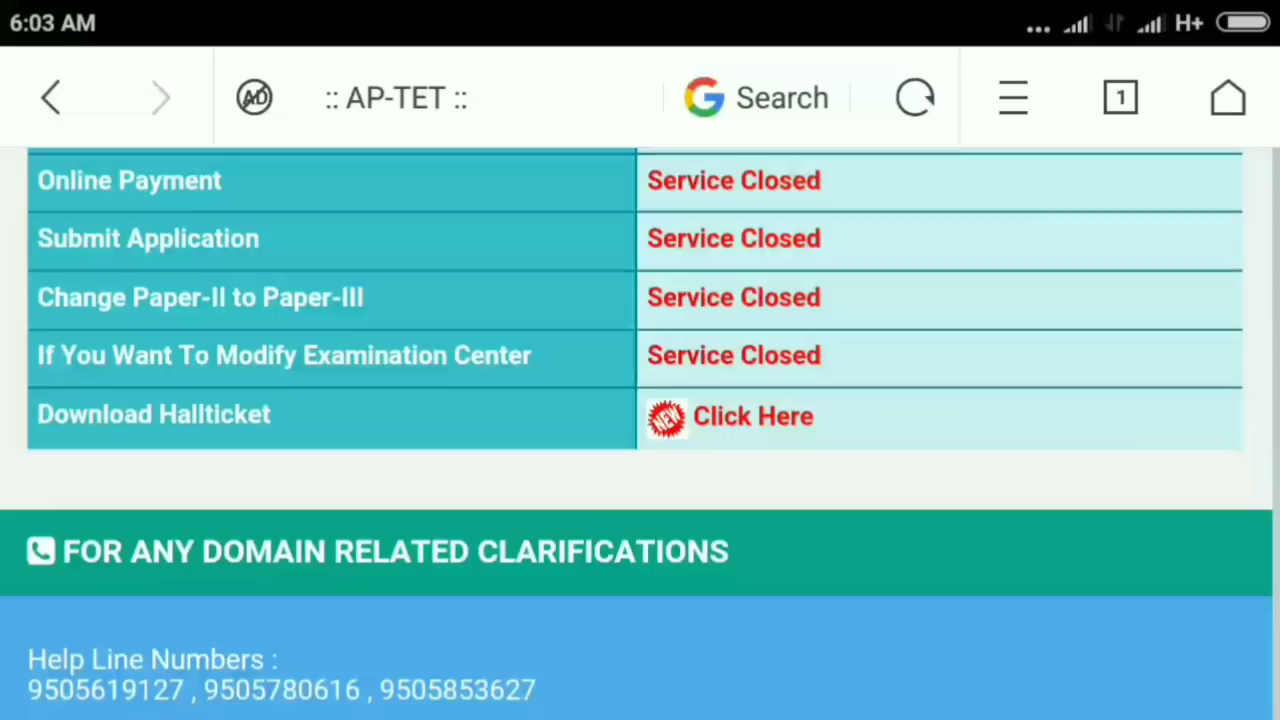 6:03 AM
H+
AD
:: AP-TET ::
G Search
1
Online Payment Service Closed
Submit Application Service Closed
Change Paper-II to Paper-III Service Closed
If You Want To Modify Examination Center Service Closed
Download Hallticket NEW Click Here
FOR ANY DOMAIN RELATED CLARIFICATIONS
Help Line Numbers :
9505619127 , 9505780616 , 9505853627